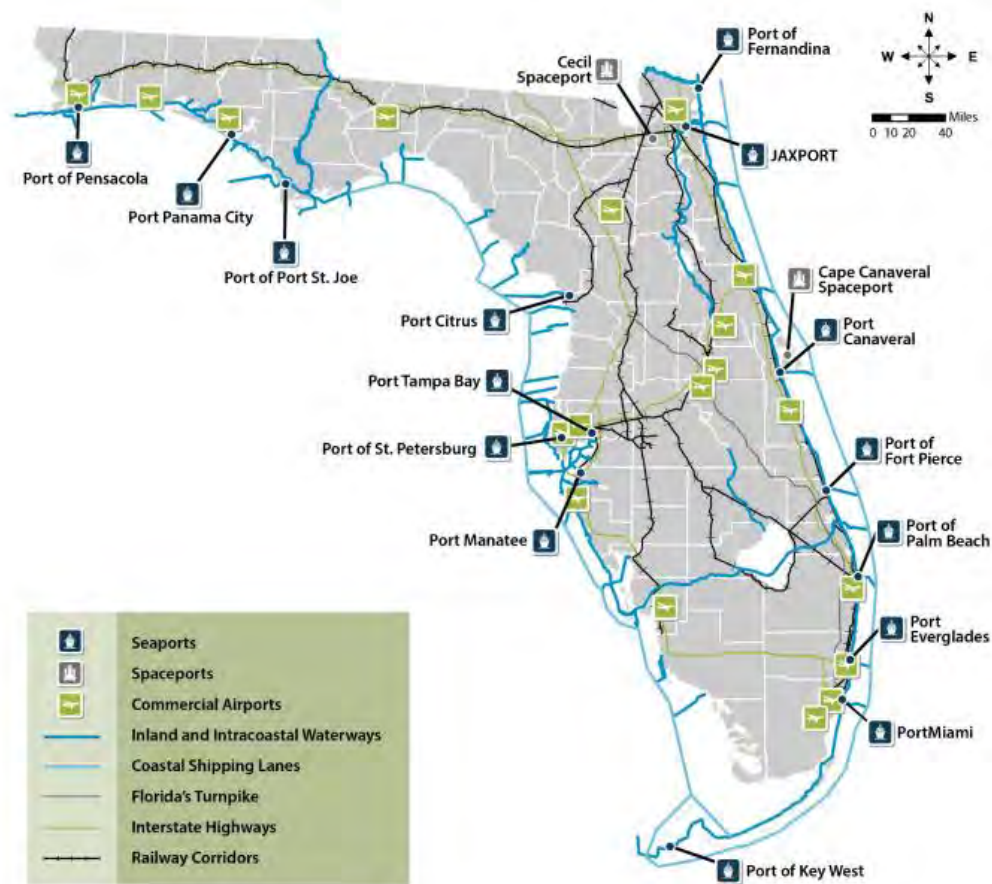 Port of
Fernandina
Cecil
Spaceport
N
W
E
S
Miles
0 10 20 40
JAXPORT
Port of Pensacola
Port Panama City
Port of Port St. Joe
Cape Canaveral
Spaceport
Port Citrus
Port
Canaveral
Port Tampa Bay
Port of St. Petersburg
Port of
Fort Pierce
Port Manatee
Port of
Palm Beach
Port
Everglades
PortMiami
Port of Key West
Seaports
Spaceports
Commercial Airports
Inland and Intracoastal Waterways
Coastal Shipping Lanes
Florida's Turnpike
Interstate Highways
Railway Corridors